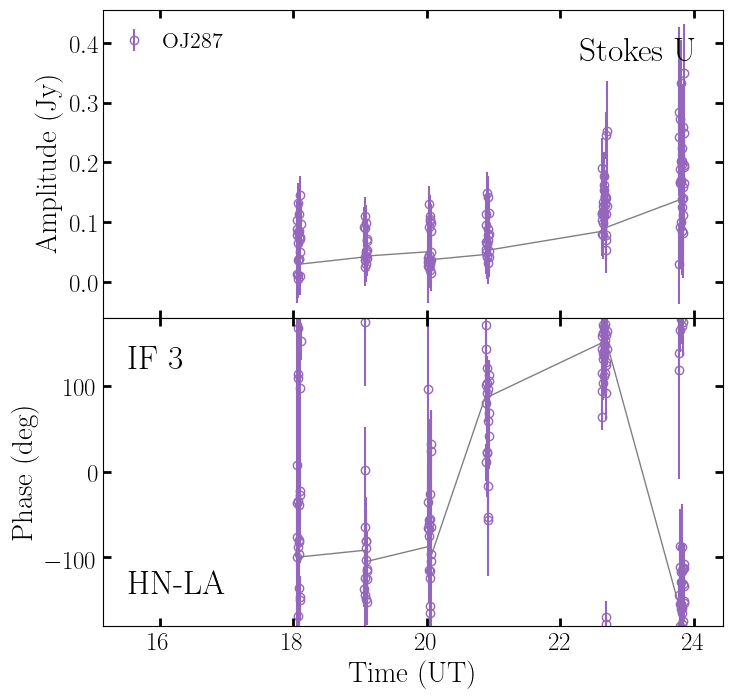 OJ287
Stokes U
0.4
0.3
0.2
0.1
0.0
Amplitude (Jy)
IF 3
100
0
−100
Phase (deg)
HN-LA
16 18 20 22 24
Time (UT)